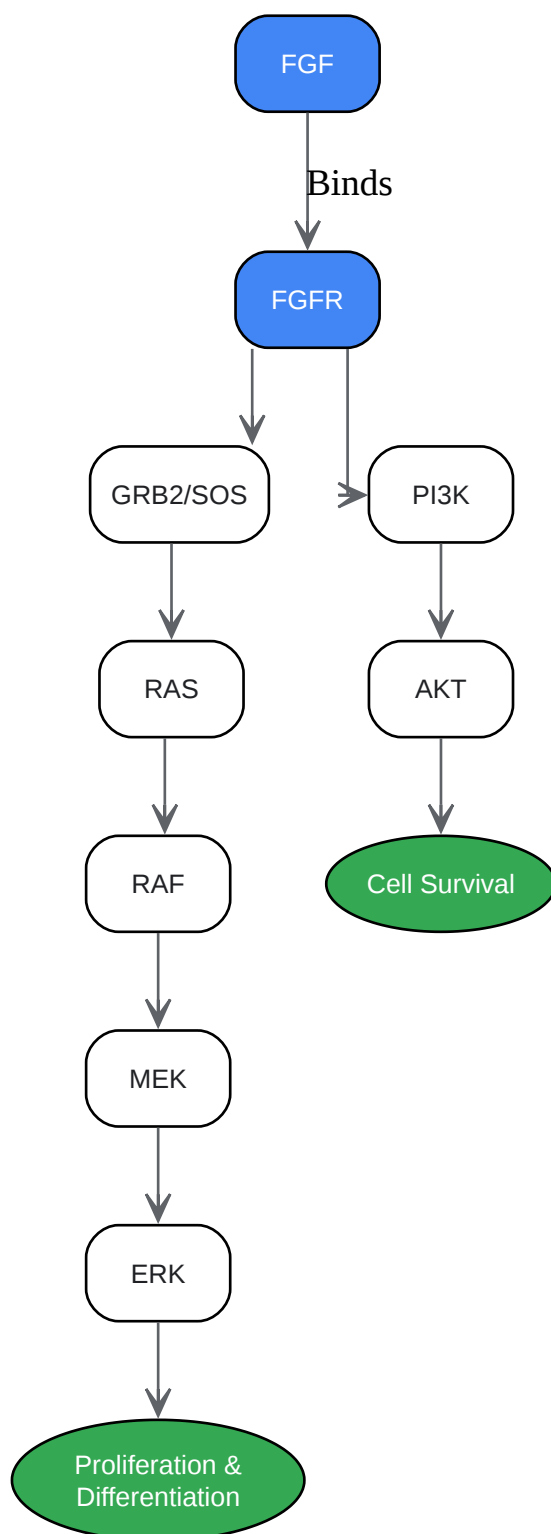 FGF
Binds
FGFR
GRB2/SOS
PI3K
RAS
AKT
RAF
Cell Survival
MEK
ERK
Proliferation &
Differentiation